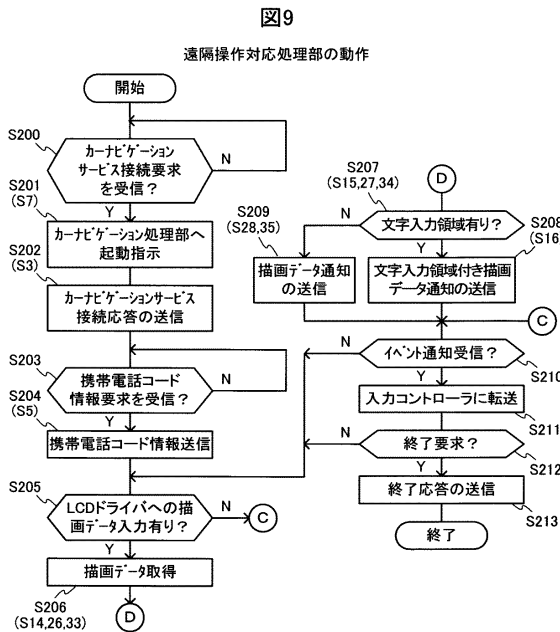 図9
遠隔操作対応処理部の動作
開始
S200
カーナビゲーション
サービス接続要求
を受信？
N
Y
S201
(S7)
カーナビゲーション処理部へ
起動指示
S202
(S3)
カーナビゲーションサービス
接続応答の送信
S203
携帯電話コード
情報要求を受信？
N
Y
S204
(S5)
携帯電話コード情報送信
S205
LCDドライバへの描
画データ入力有り？
N
C
Y
描画データ取得
S206
(S14,26,33)
D
D
S207
(S15,27,34)
文字入力領域有り？
N
Y
S208
(S16)
文字入力領域付き描画
データ通知の送信
S209
(S28,35)
描画データ通知
の送信
C
イベント通知受信？
N
S210
Y
入力コントローラに転送
S211
終了要求？
N
S212
Y
終了応答の送信
S213
終了